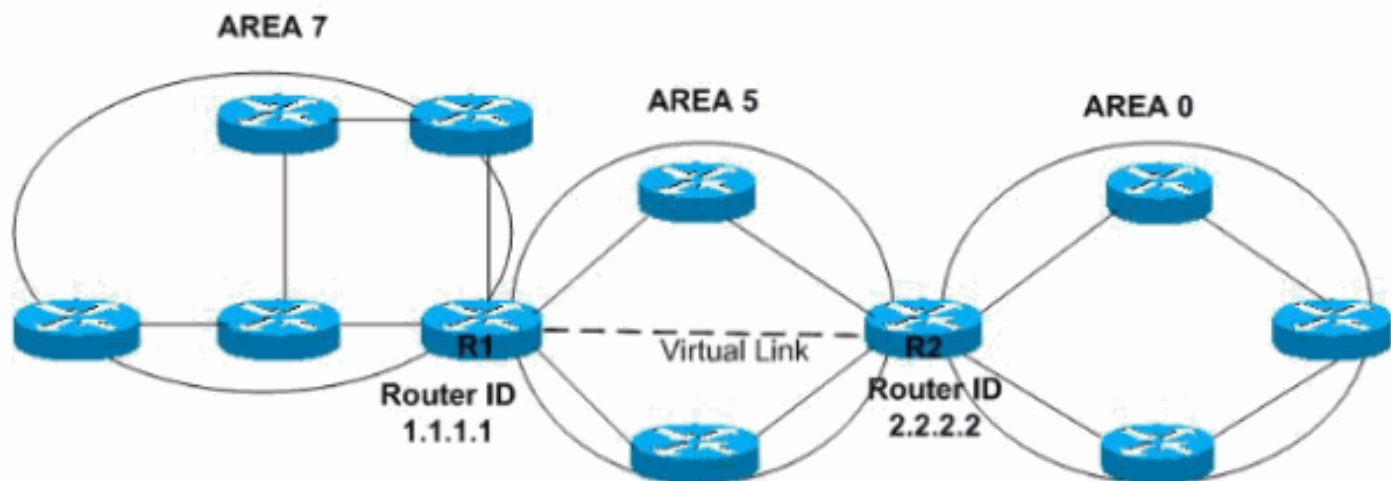 AREA 7
AREA 5
AREA 0
R1
Virtual Link
R2
Router ID
1.1.1.1
Router ID
2.2.2.2